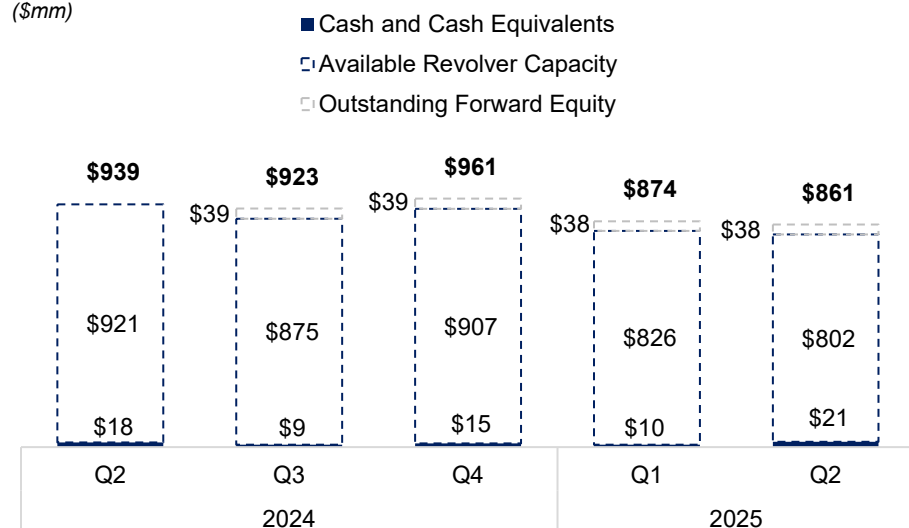 ($mm)
Cash and Cash Equivalents
Available Revolver Capacity
Outstanding Forward Equity
$939 $923 $961 $874 $861
$39 $39 $38 $38
$921 $875 $907 $826 $802
$18 $9 $15 $10 $21
Q2 Q3 Q4 Q1 Q2
2024 2025